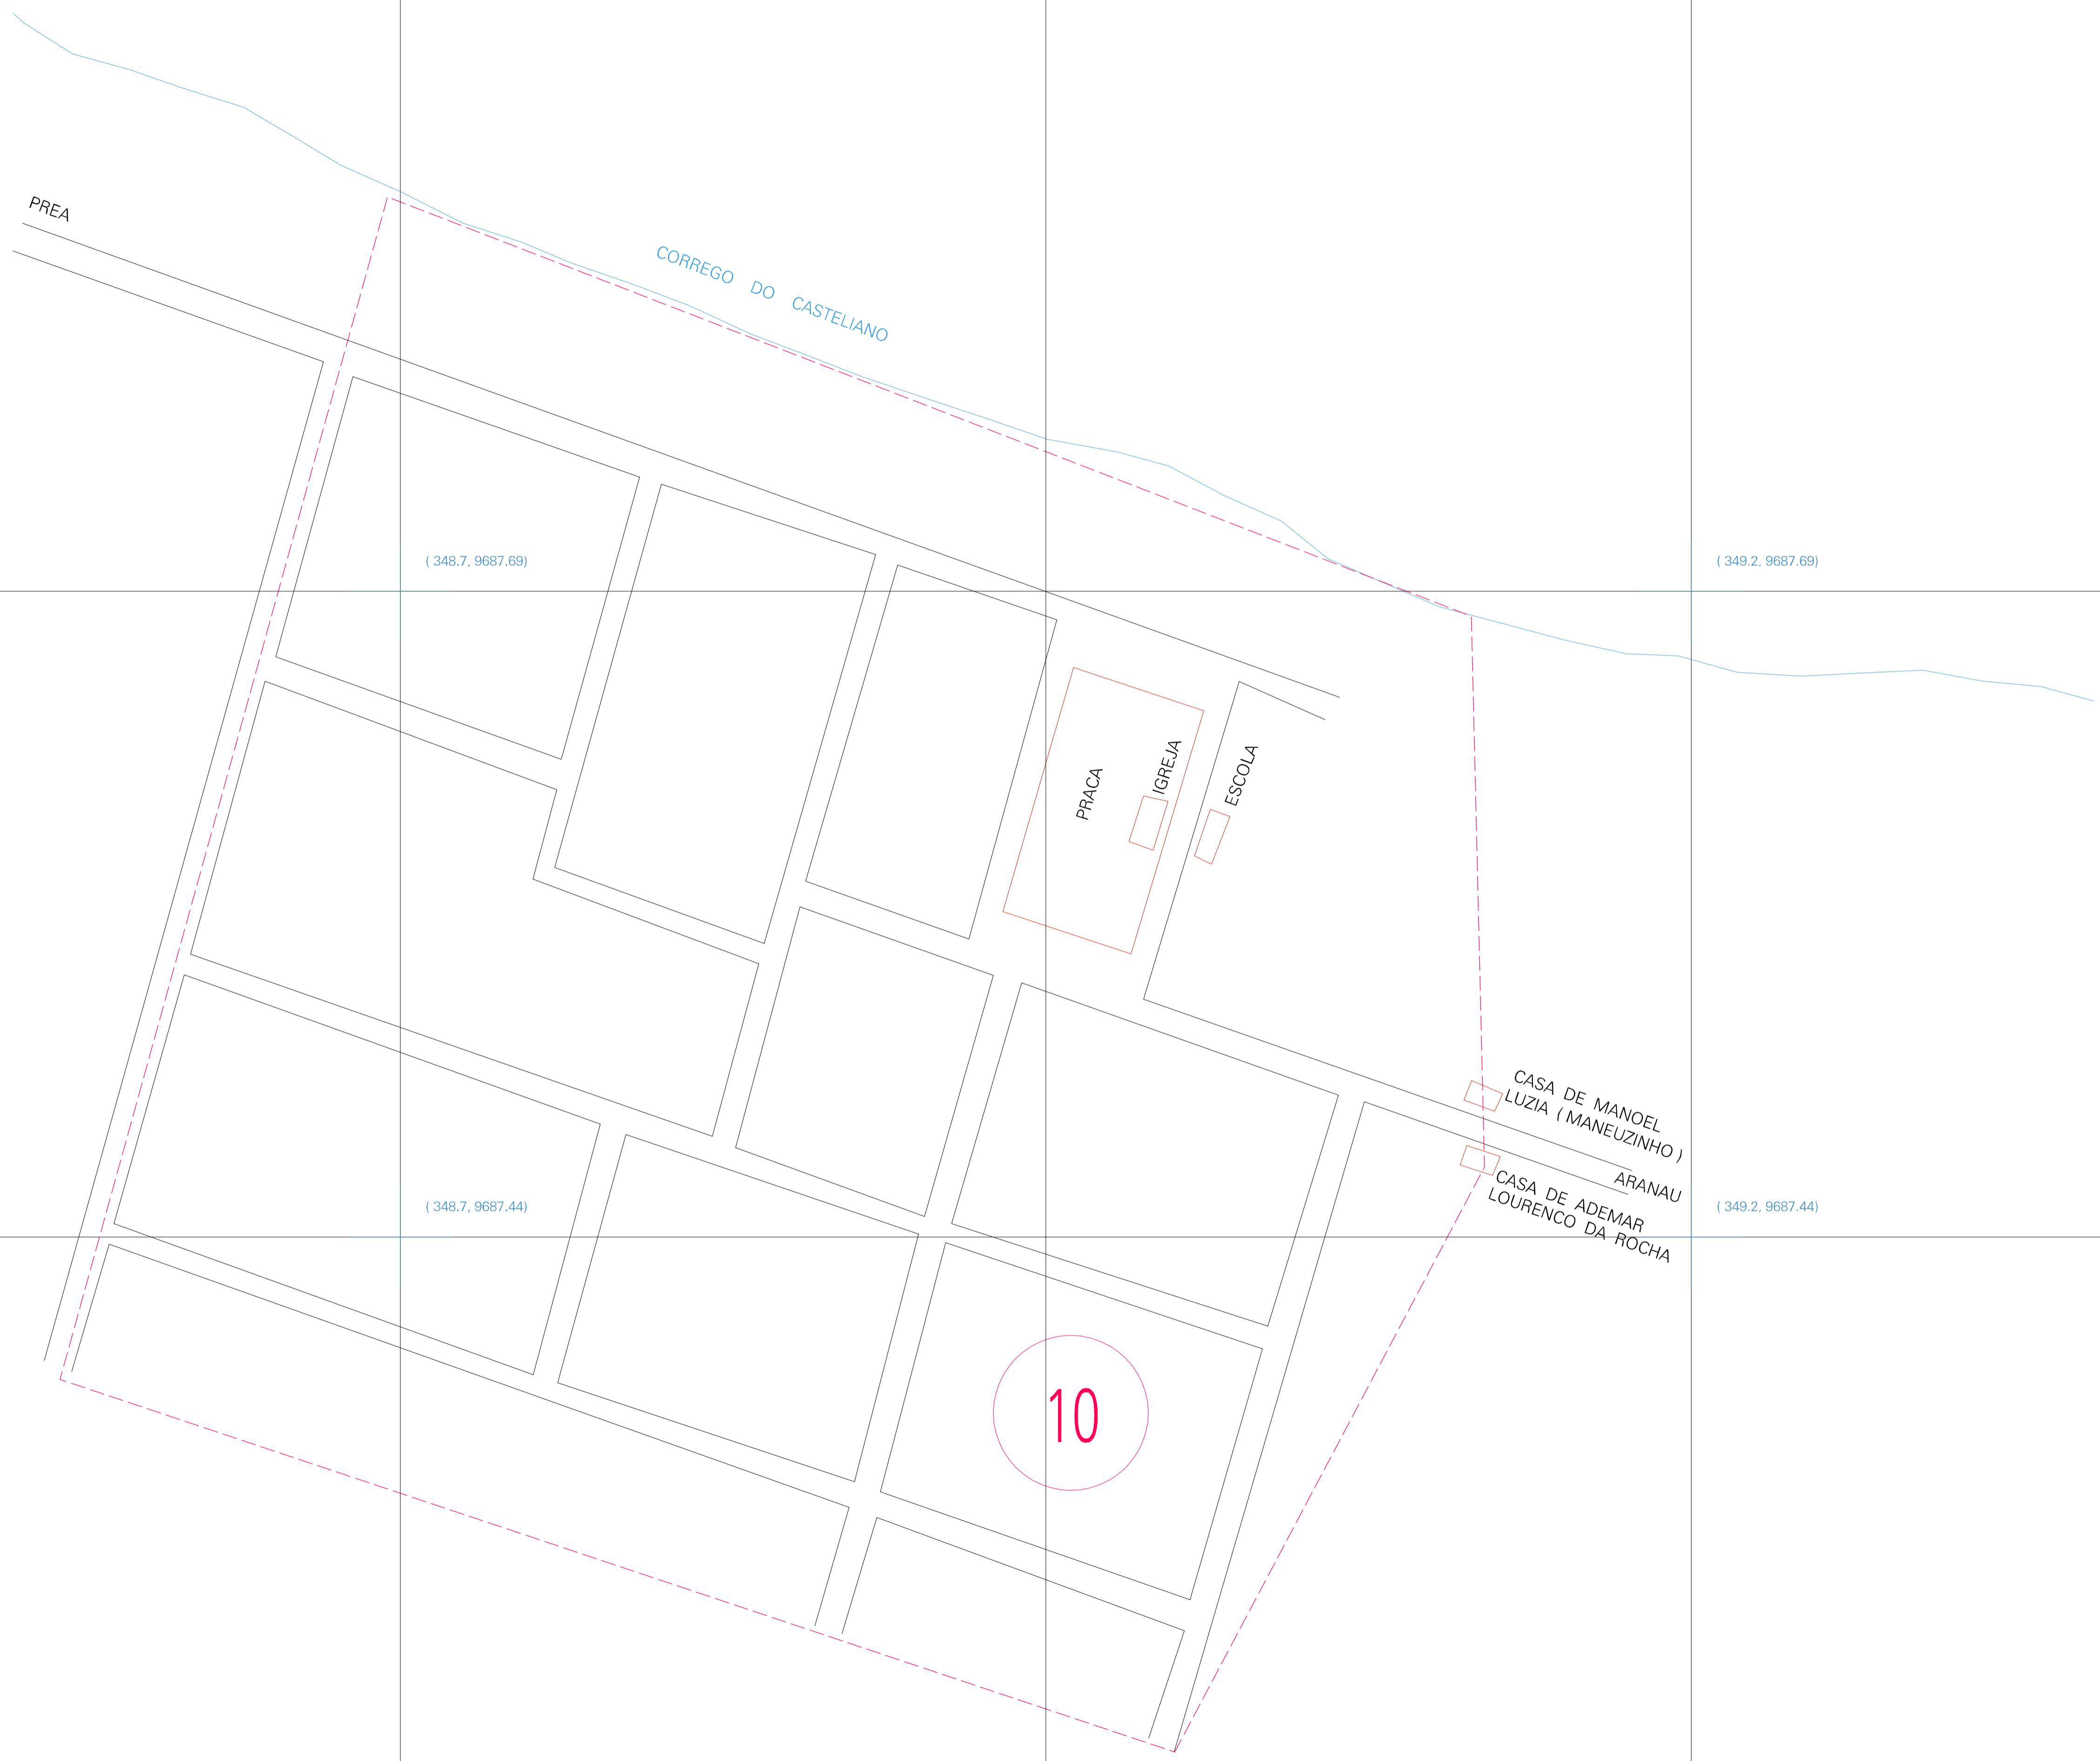 PREA
CORREGO DO CASTELIANO
( 348.7, 9687.69)
( 349.2, 9687.69)
PRACA
IGREJA
ESCOLA
CASA DE MANOEL
LUZIA ( MANEUZINHO )
ARANAU
CASA DE ADEMAR
LOURENCO DA ROCHA
( 348.7, 9687.44)
( 349.2, 9687.44)
10